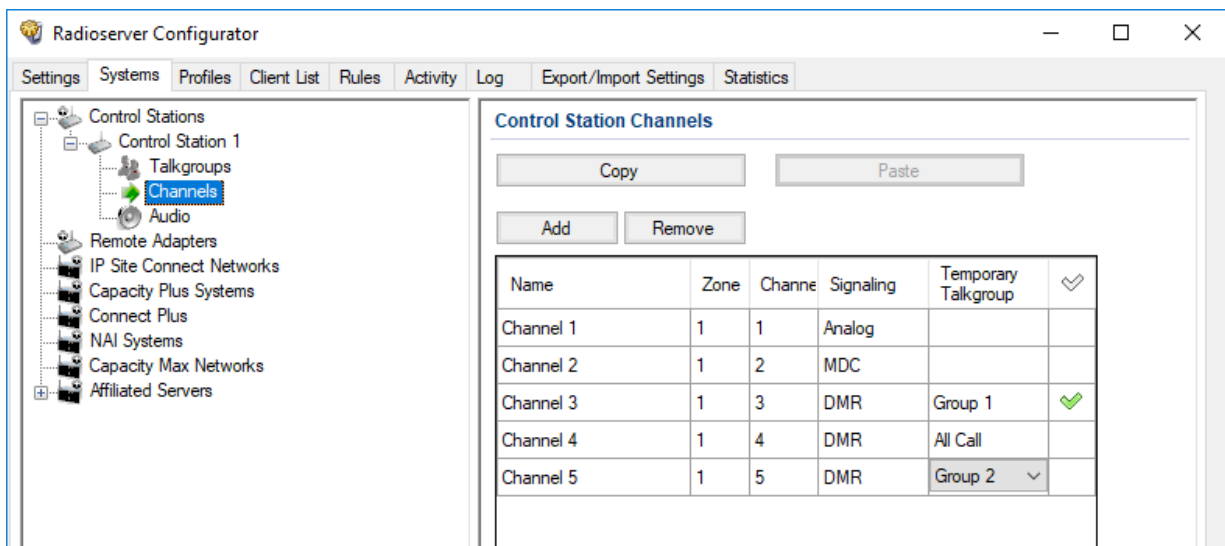 Radioserver Configurator
Settings Systems Profiles Client List Rules Activity Log Export/Import Settings Statistics
Control Stations
Control Station 1
Talkgroups
Channels
Audio
Remote Adapters
IP Site Connect Networks
Capacity Plus Systems
Connect Plus
NAI Systems
Capacity Max Networks
Affiliated Servers
Control Station Channels
Copy Paste
Add Remove
Name Zone Channe Signaling Temporary Talkgroup
Channel 1 1 1 Analog
Channel 2 1 2 MDC
Channel 3 1 3 DMR Group 1
Channel 4 1 4 DMR All Call
Channel 5 1 5 DMR Group 2